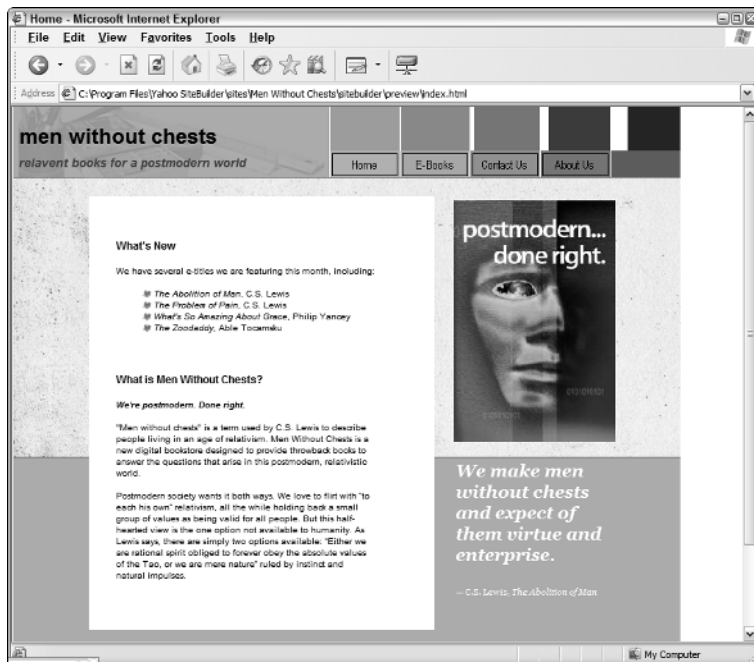 Home - Microsoft Internet Explorer
File Edit View Favorites Tools Help
Address C:\Program Files\Yahoo SiteBuilder\sites\Men Without Chests\sitebuilder\preview\index.html
men without chests
relavent books for a postmodern world
Home E-Books Contact Us About Us
What's New
We have several e-titles we are featuring this month, including:
The Abolition of Man, C.S. Lewis
The Problem of Pain, C.S. Lewis
What's So Amazing About Grace, Philip Yancey
The Zoodaddy, Able Tocamsku
What is Men Without Chests?
We're postmodern. Done right.
"Men without chests" is a term used by C.S. Lewis to describe
people living in an age of relativism. Men Without Chests is a
new digital bookstore designed to provide throwback books to
answer the questions that arise in this postmodern, relativistic
world.
Postmodern society wants it both ways. We love to flirt with "to
each his own" relativism, all the while holding back a small
group of values as being valid for all people. But this half-
hearted view is the one option not available to humanity. As
Lewis says, there are simply two options available: "Either we
are rational spirit obliged to forever obey the absolute values
of the Tao, or we are mere nature" ruled by instinct and
natural impulses.
postmodern...
done right.
We make men
without chests
and expect of
them virtue and
enterprise.
-- C.S. Lewis, The Abolition of Man
My Computer